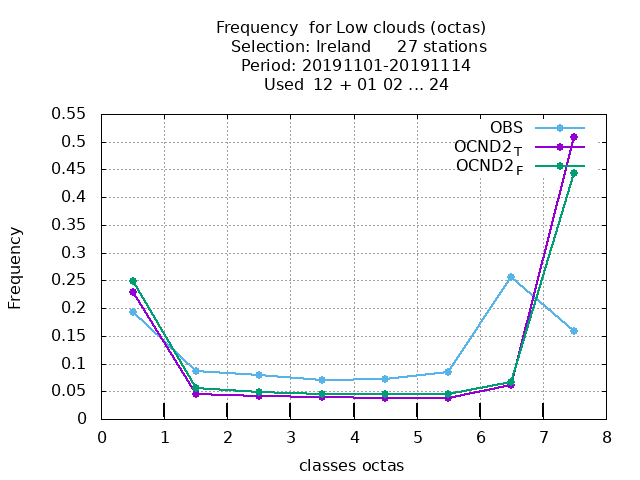 Frequency  for Low clouds (octas)
Selection: Ireland     27 stations
Period: 20191101-20191114
Used  12 + 01 02 ... 24
0.55
0.5
0.45
0.4
0.35
0.3
0.25
0.2
0.15
0.1
0.05
0
Frequency
OBS
OCND2T
OCND2F
0 1 2 3 4 5 6 7 8
classes octas